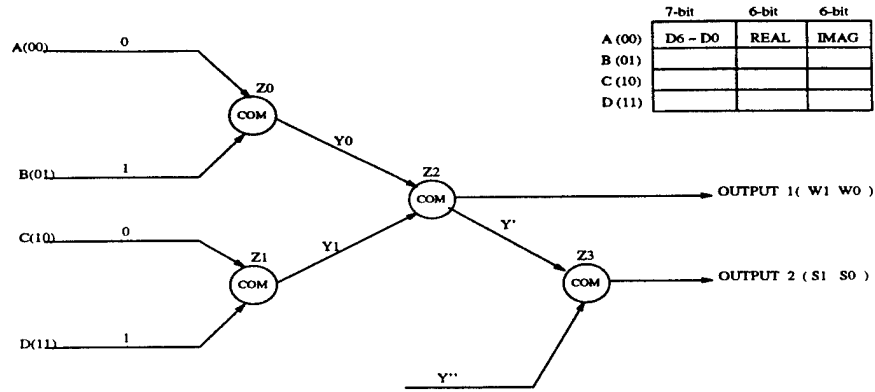 7-bit 6-bit 6-bit
A (00) D6 ~ D0 REAL IMAG
B (01)
C (10)
D (11)
A(00) 0
Z0
COM
B(01) 1
Y0
Z2
COM
OUTPUT 1( W1 W0 )
C(10) 0
Z1
COM
Y1
D(11) 1
Y'
Z3
COM
OUTPUT 2 ( S1 S0 )
Y''